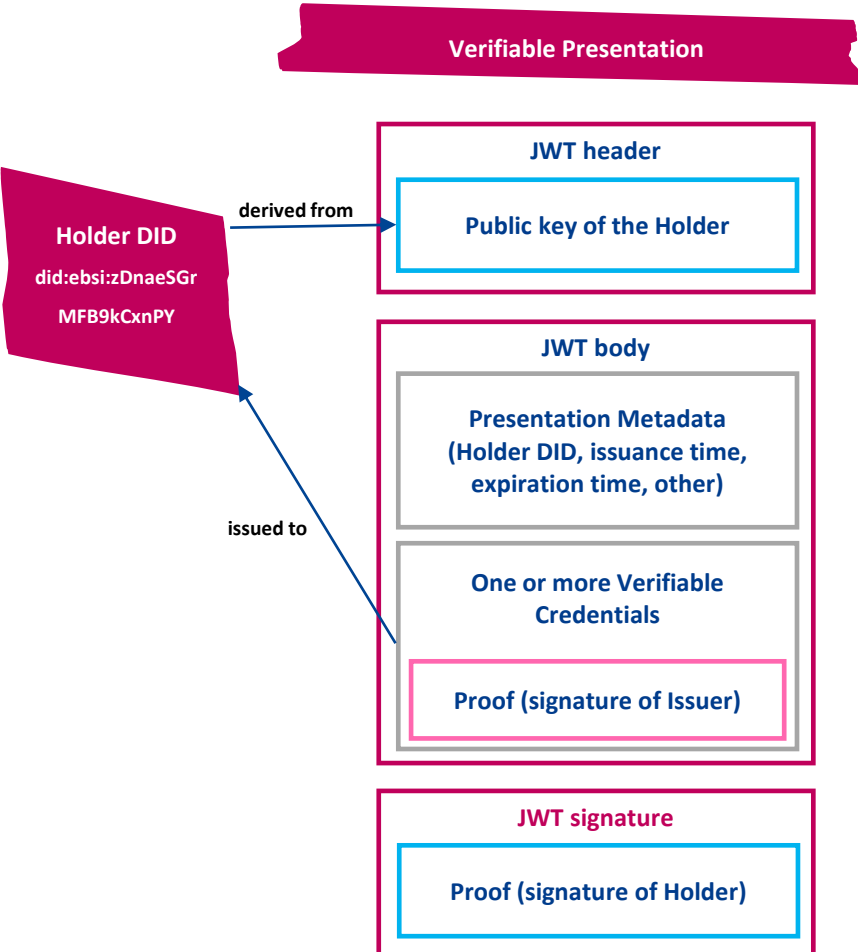 Verifiable Presentation
JWT header
Public key of the Holder
derived from
Holder DID
did:ebsi:zDnaeSGr
MFB9kCxnPY
JWT body
Presentation Metadata
(Holder DID, issuance time,
expiration time, other)
issued to
One or more Verifiable
Credentials
Proof (signature of Issuer)
JWT signature
Proof (signature of Holder)